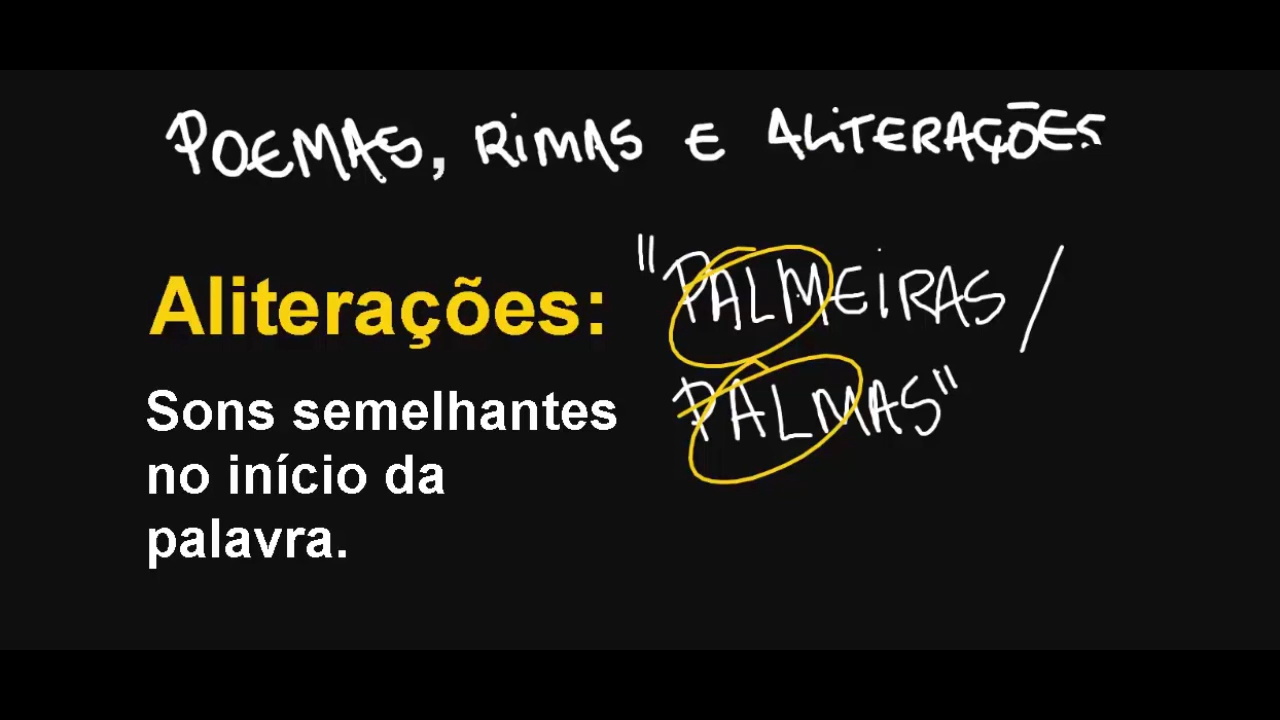 POEMAS, RIMAS E ALITERAÇÕES
Aliterações:
Sons semelhantes
no início da
palavra.
"PALMEIRAS /
PALMAS"